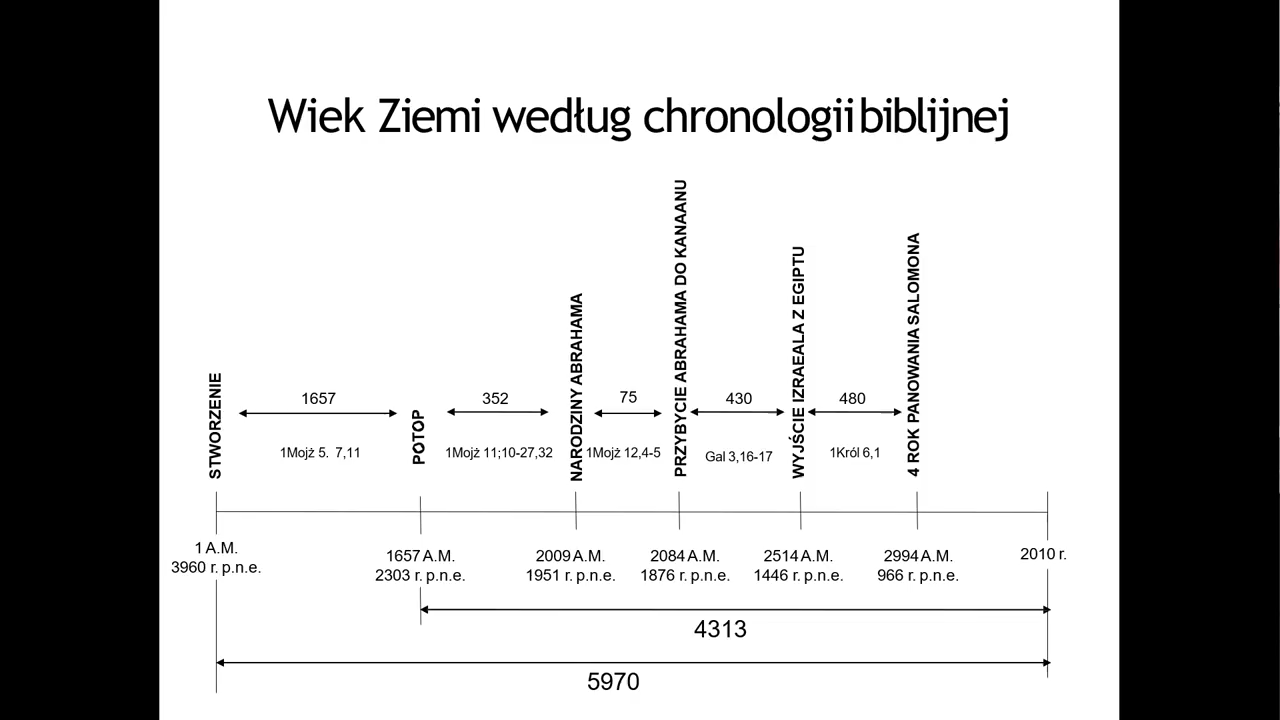 Wiek Ziemi według chronologii biblijnej
STWORZENIE
POTOP
NARODZINY ABRAHAMA
PRZYBYCIE ABRAHAMA DO KANAANU
WYJŚCIE IZRAEALA Z EGIPTU
4 ROK PANOWANIA SALOMONA
1657
352
75
430
480
1Mojż 5. 7,11
1Mojż 11;10-27,32
1Mojż 12,4-5
Gal 3,16-17
1Król 6,1
1 A.M.
3960 r. p.n.e.
1657 A.M.
2303 r. p.n.e.
2009 A.M.
1951 r. p.n.e.
2084 A.M.
1876 r. p.n.e.
2514 A.M.
1446 r. p.n.e.
2994 A.M.
966 r. p.n.e.
2010 r.
4313
5970